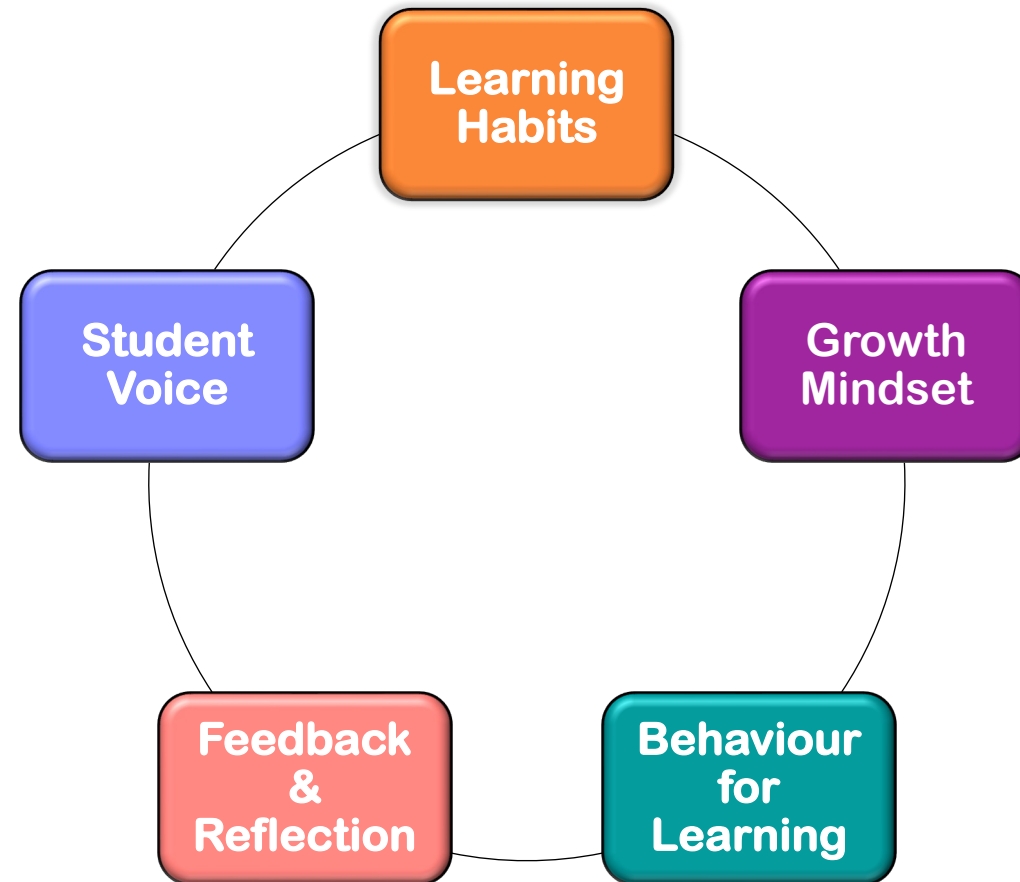 Learning
Habits
Growth
Mindset
Behaviour
for
Learning
Feedback
&
Reflection
Student
Voice